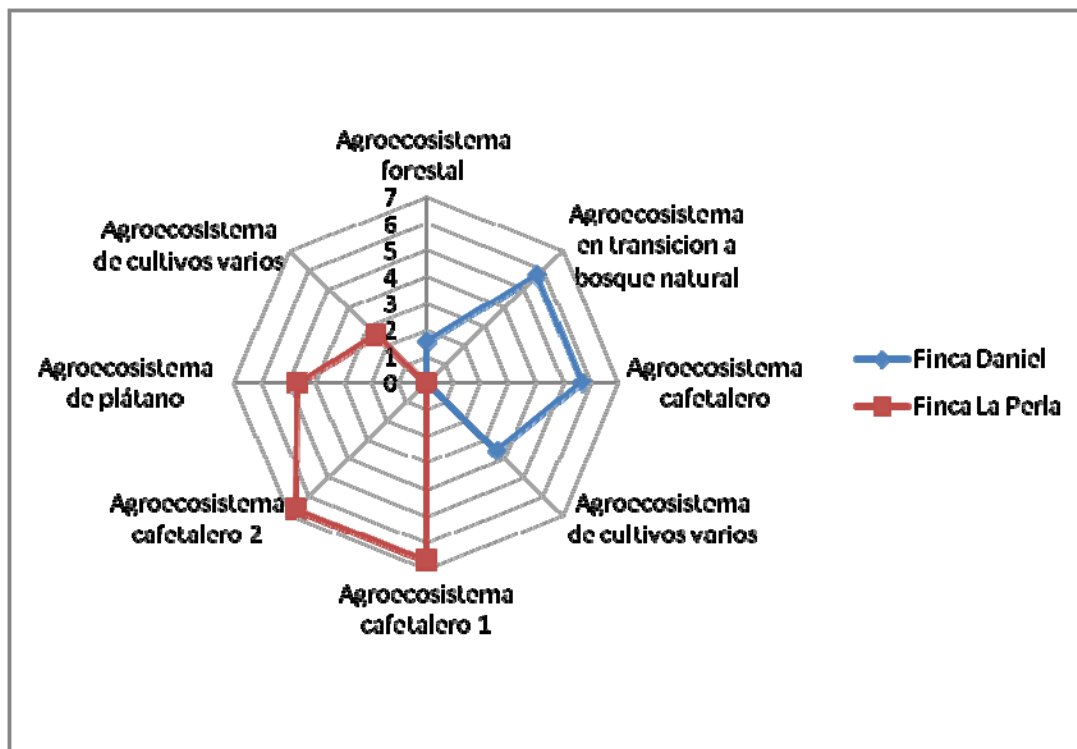 Agroecosistema
forestal
7
6
5
4
3
2
1
0
Agroecosistema
en transicion a
bosque natural
Agroecosistema
cafetalero
Agroecosistema
de cultivos varios
Agroecosistema
cafetalero 1
Agroecosistema
cafetalero 2
Agroecosistema
de plátano
Agroecosistema
de cultivos varios
Finca Daniel
Finca La Perla